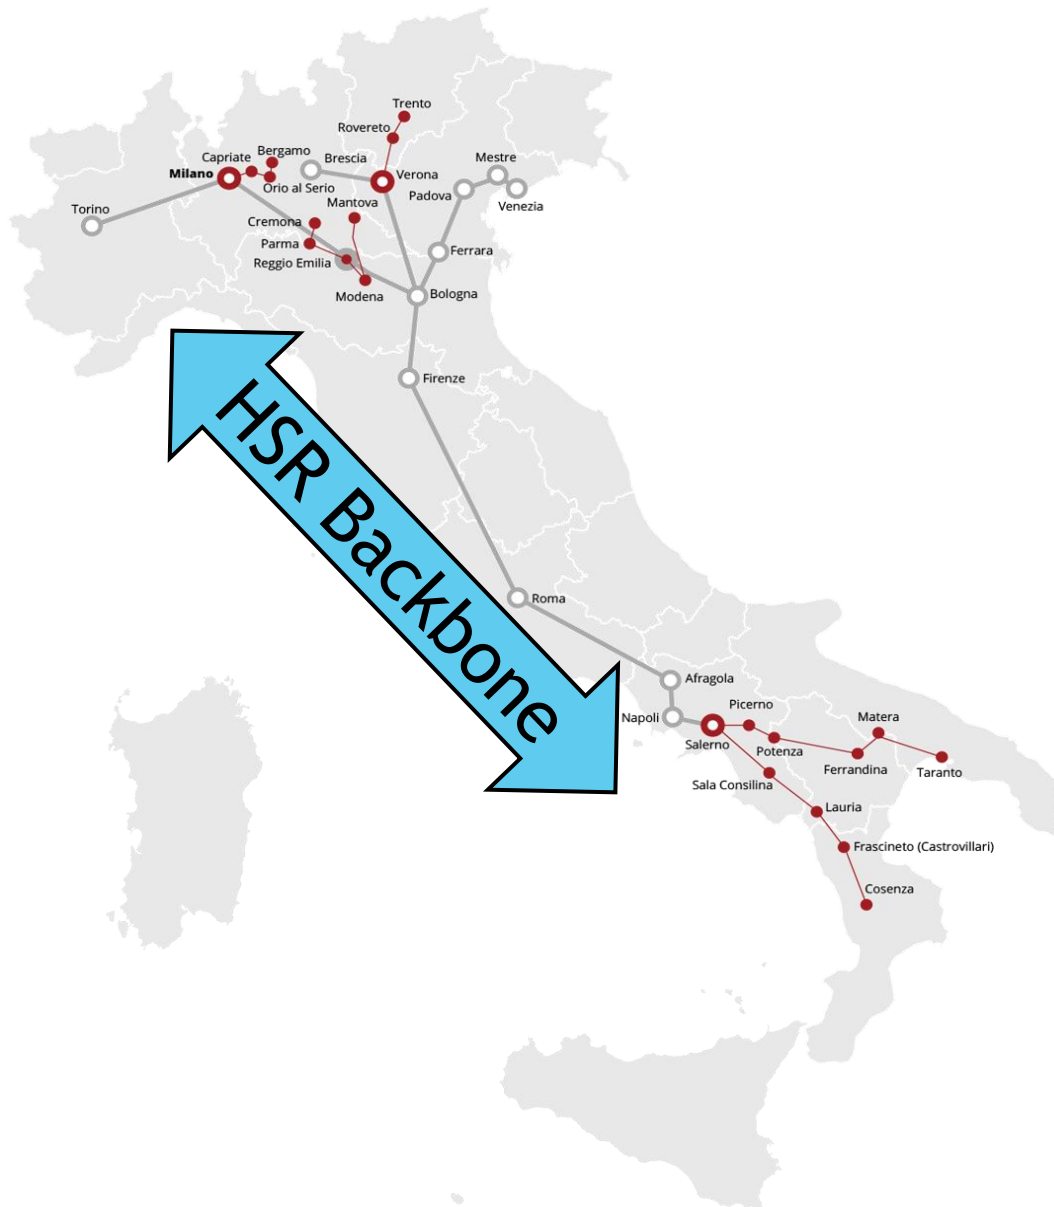 Trento
Rovereto
Bergamo
Capriate
Brescia
Mestre
Milano
Verona
Orio al Serio
Padova
Mantova
Venezia
Torino
Cremona
Parma
Ferrara
Reggio Emilia
Modena
Bologna
Firenze
HSR Backbone
Roma
Afragola
Picerno
Napoli
Matera
Salerno
Potenza
Ferrandina
Taranto
Sala Consilina
Lauria
Frascineto (Castrovillari)
Cosenza